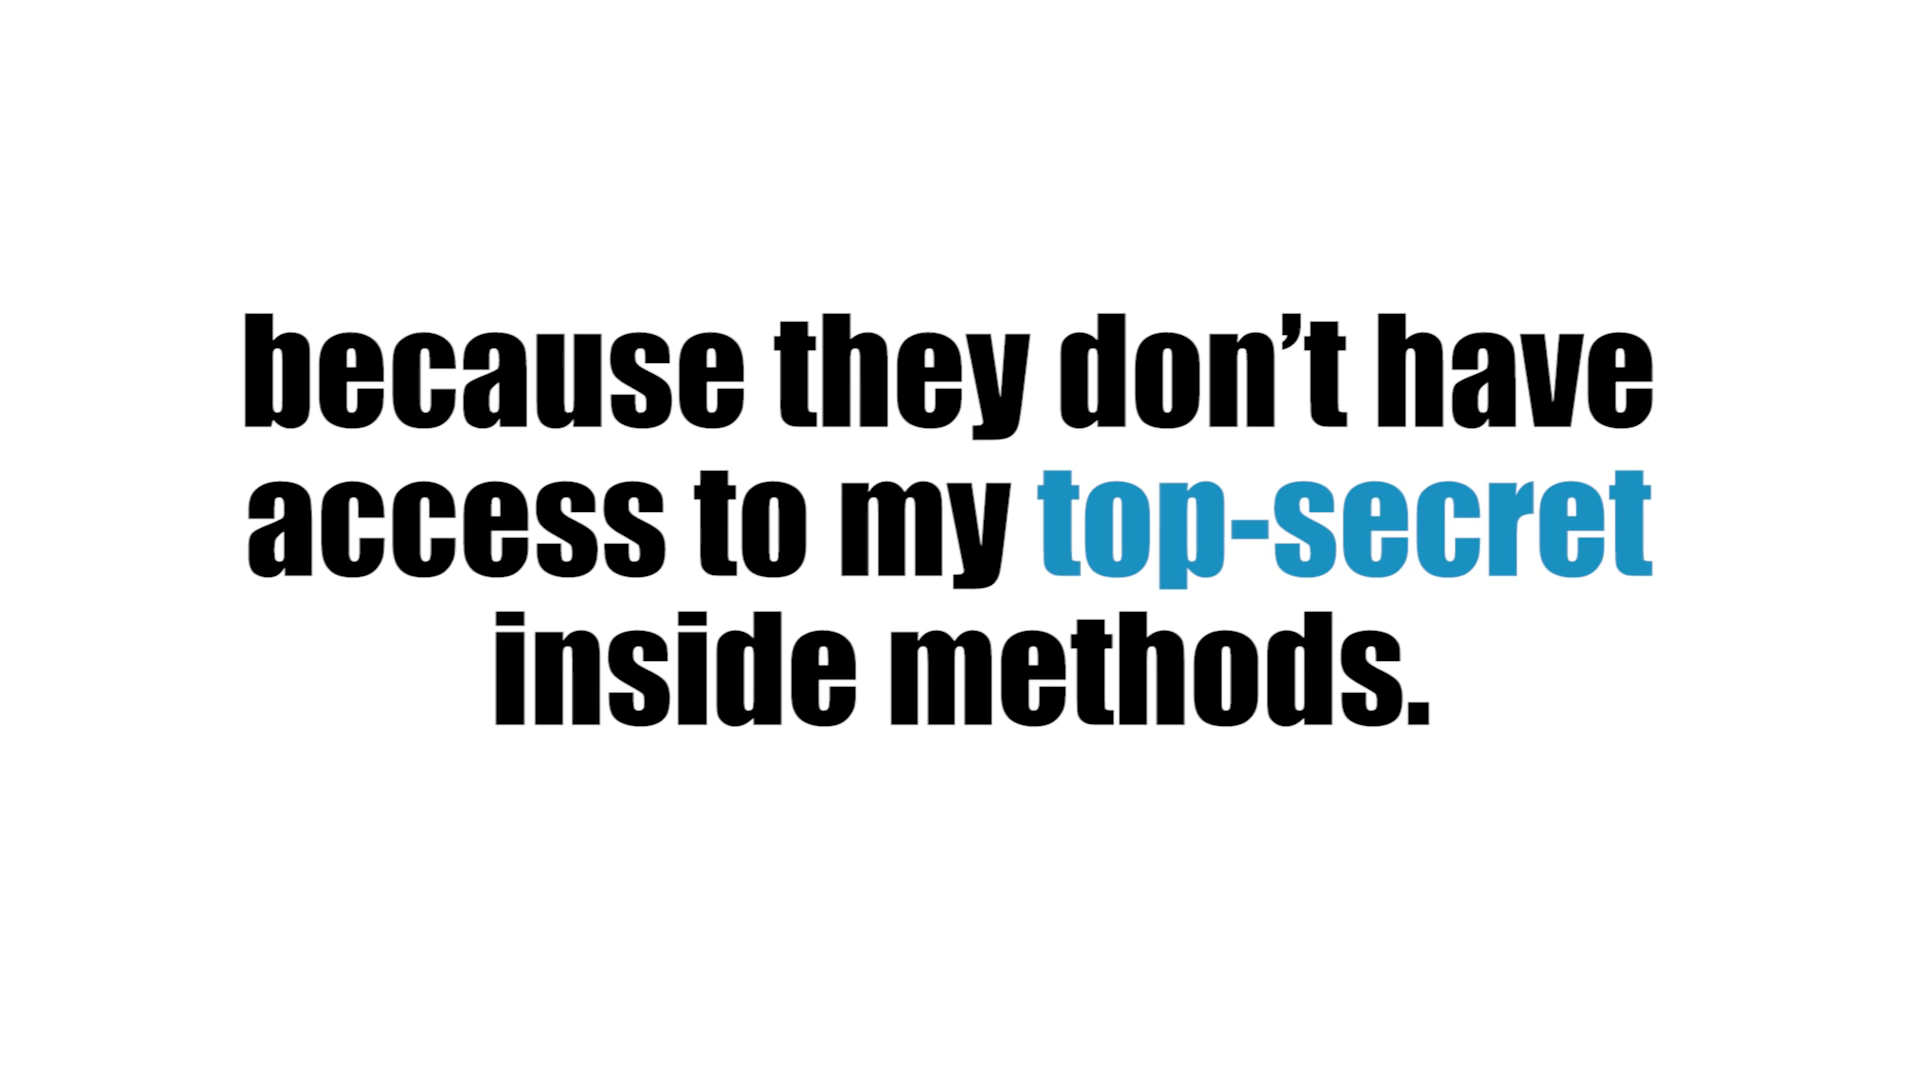 because they don’t have
access to my top-secret
inside methods.